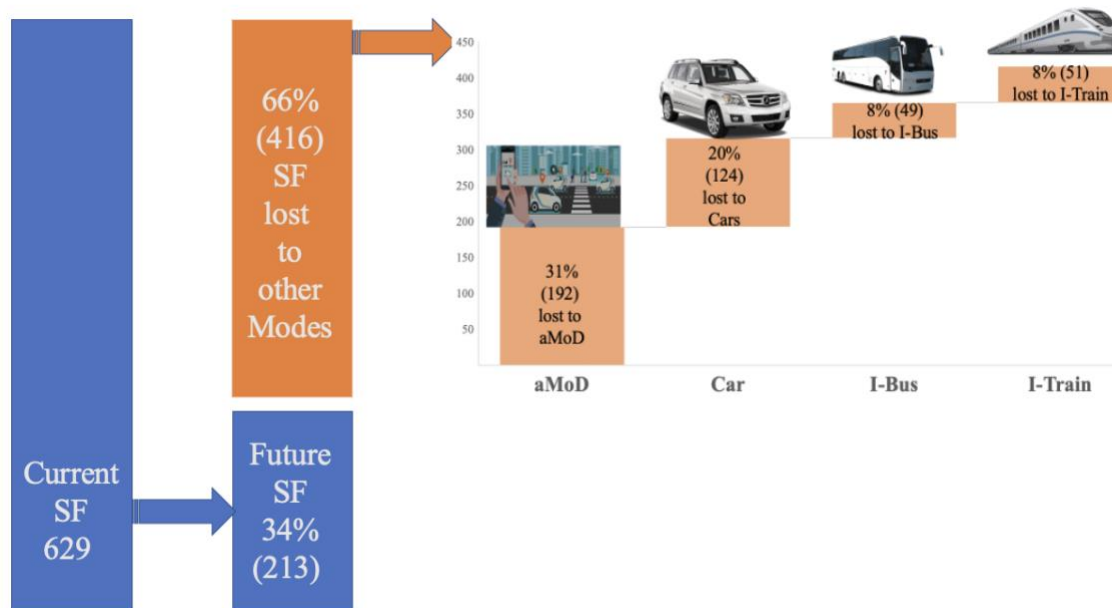 Current
SF
629
66%
(416)
SF
lost
to
other
Modes
Future
SF
34%
(213)
450
400
350
300
250
200
150
100
50
31%
(192)
lost to
aMoD
20%
(124)
lost to
Cars
8% (49)
lost to I-Bus
8% (51)
lost to I-Train
aMoD
Car
I-Bus
I-Train